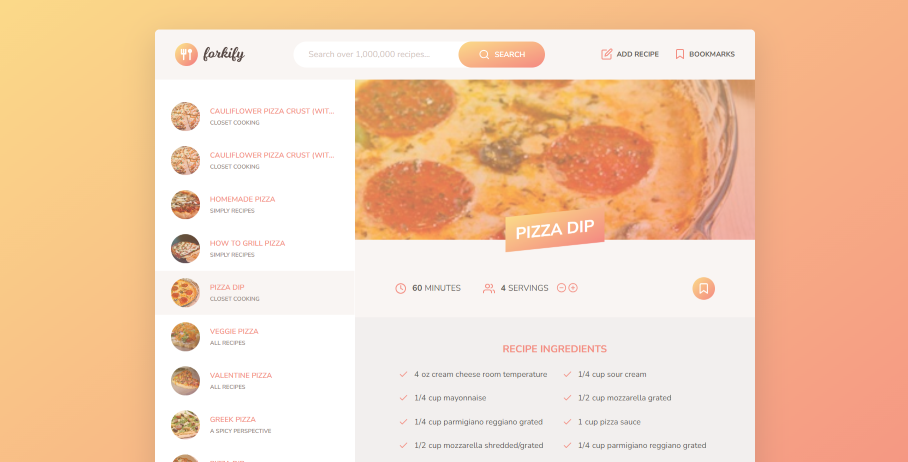 forkify
Search over 1,000,000 recipes...
SEARCH
ADD RECIPE
BOOKMARKS
CAULIFLOWER PIZZA CRUST (WIT...
CLOSET COOKING
CAULIFLOWER PIZZA CRUST (WIT...
CLOSET COOKING
HOMEMADE PIZZA
SIMPLY RECIPES
HOW TO GRILL PIZZA
SIMPLY RECIPES
PIZZA DIP
CLOSET COOKING
VEGGIE PIZZA
ALL RECIPES
VALENTINE PIZZA
ALL RECIPES
GREEK PIZZA
A SPICY PERSPECTIVE
PIZZA DIP
60 MINUTES
4 SERVINGS
RECIPE INGREDIENTS
4 oz cream cheese room temperature
1/4 cup sour cream
1/4 cup mayonnaise
1/2 cup mozzarella grated
1/4 cup parmigiano reggiano grated
1 cup pizza sauce
1/2 cup mozzarella shredded/grated
1/4 cup parmigiano reggiano grated